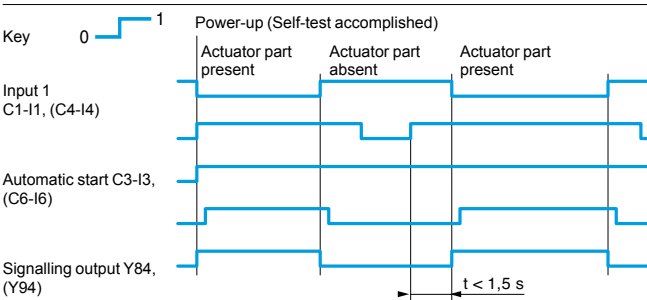 Key 0 1
Power-up (Self-test accomplished)
Actuator part present
Actuator part absent
Actuator part present
Input 1
C1-I1, (C4-I4)
Automatic start C3-I3,
(C6-I6)
Signalling output Y84,
(Y94)
t < 1,5 s